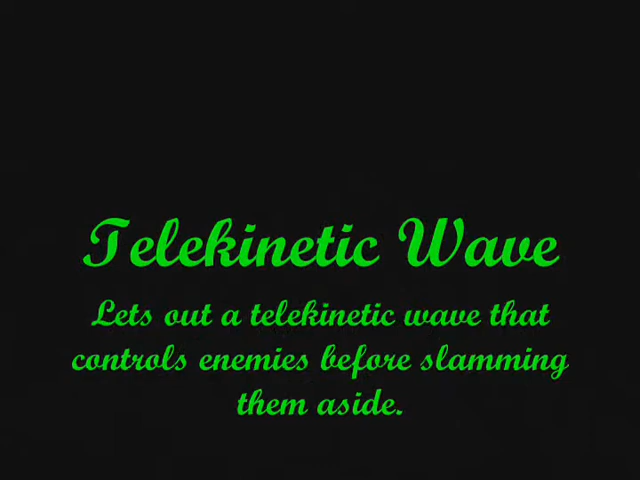 Telekinetic Wave
Lets out a telekinetic wave that
controls enemies before slamming
them aside.